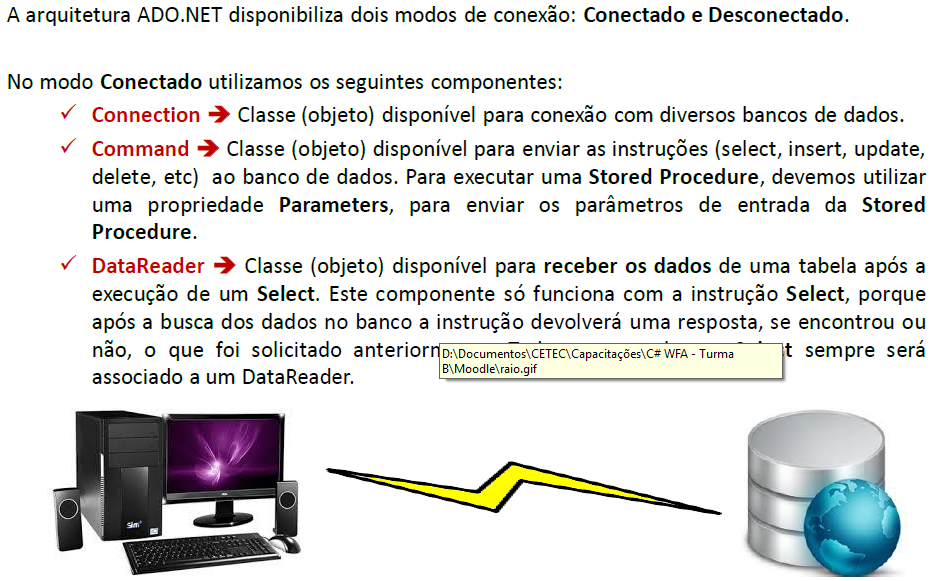 A arquitetura ADO.NET disponibiliza dois modos de conexão: Conectado e Desconectado.
No modo Conectado utilizamos os seguintes componentes:
✓ Connection ➔ Classe (objeto) disponível para conexão com diversos bancos de dados.
✓ Command ➔ Classe (objeto) disponível para enviar as instruções (select, insert, update,
delete, etc) ao banco de dados. Para executar uma Stored Procedure, devemos utilizar
uma propriedade Parameters, para enviar os parâmetros de entrada da Stored
Procedure.
✓ DataReader ➔ Classe (objeto) disponível para receber os dados de uma tabela após a
execução de um Select. Este componente só funciona com a instrução Select, porque
após a busca dos dados no banco a instrução devolverá uma resposta, se encontrou ou
não, o que foi solicitado sempre será
D:\Documentos\CETEC\Capacitações\C# WFA - Turma
B\Moodle\raio.gif
associado a um DataReader.
Slim